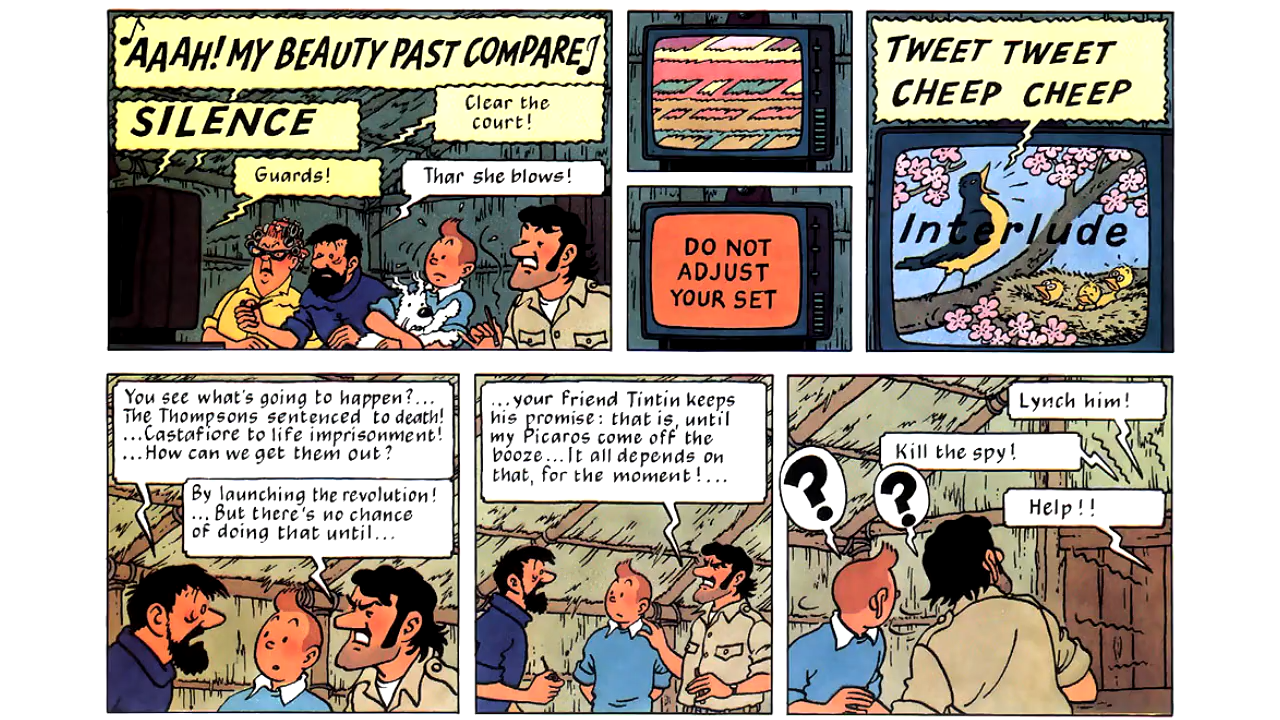 AAAH! MY BEAUTY PAST COMPARE
SILENCE
Clear the
court!
Guards!
Thar she blows!
DO NOT
ADJUST
YOUR SET
TWEET TWEET
CHEEP CHEEP
Interlude
You see what's going to happen?...
The Thompsons sentenced to death!
...Castafiore to life imprisonment!
...How can we get them out?
By launching the revolution!
... But there's no chance
of doing that until...
...your friend Tintin keeps
his promise: that is, until
my Picaros come off the
booze...It all depends on
that, for the moment!...
Lynch him!
Kill the spy!
?
?
Help!!